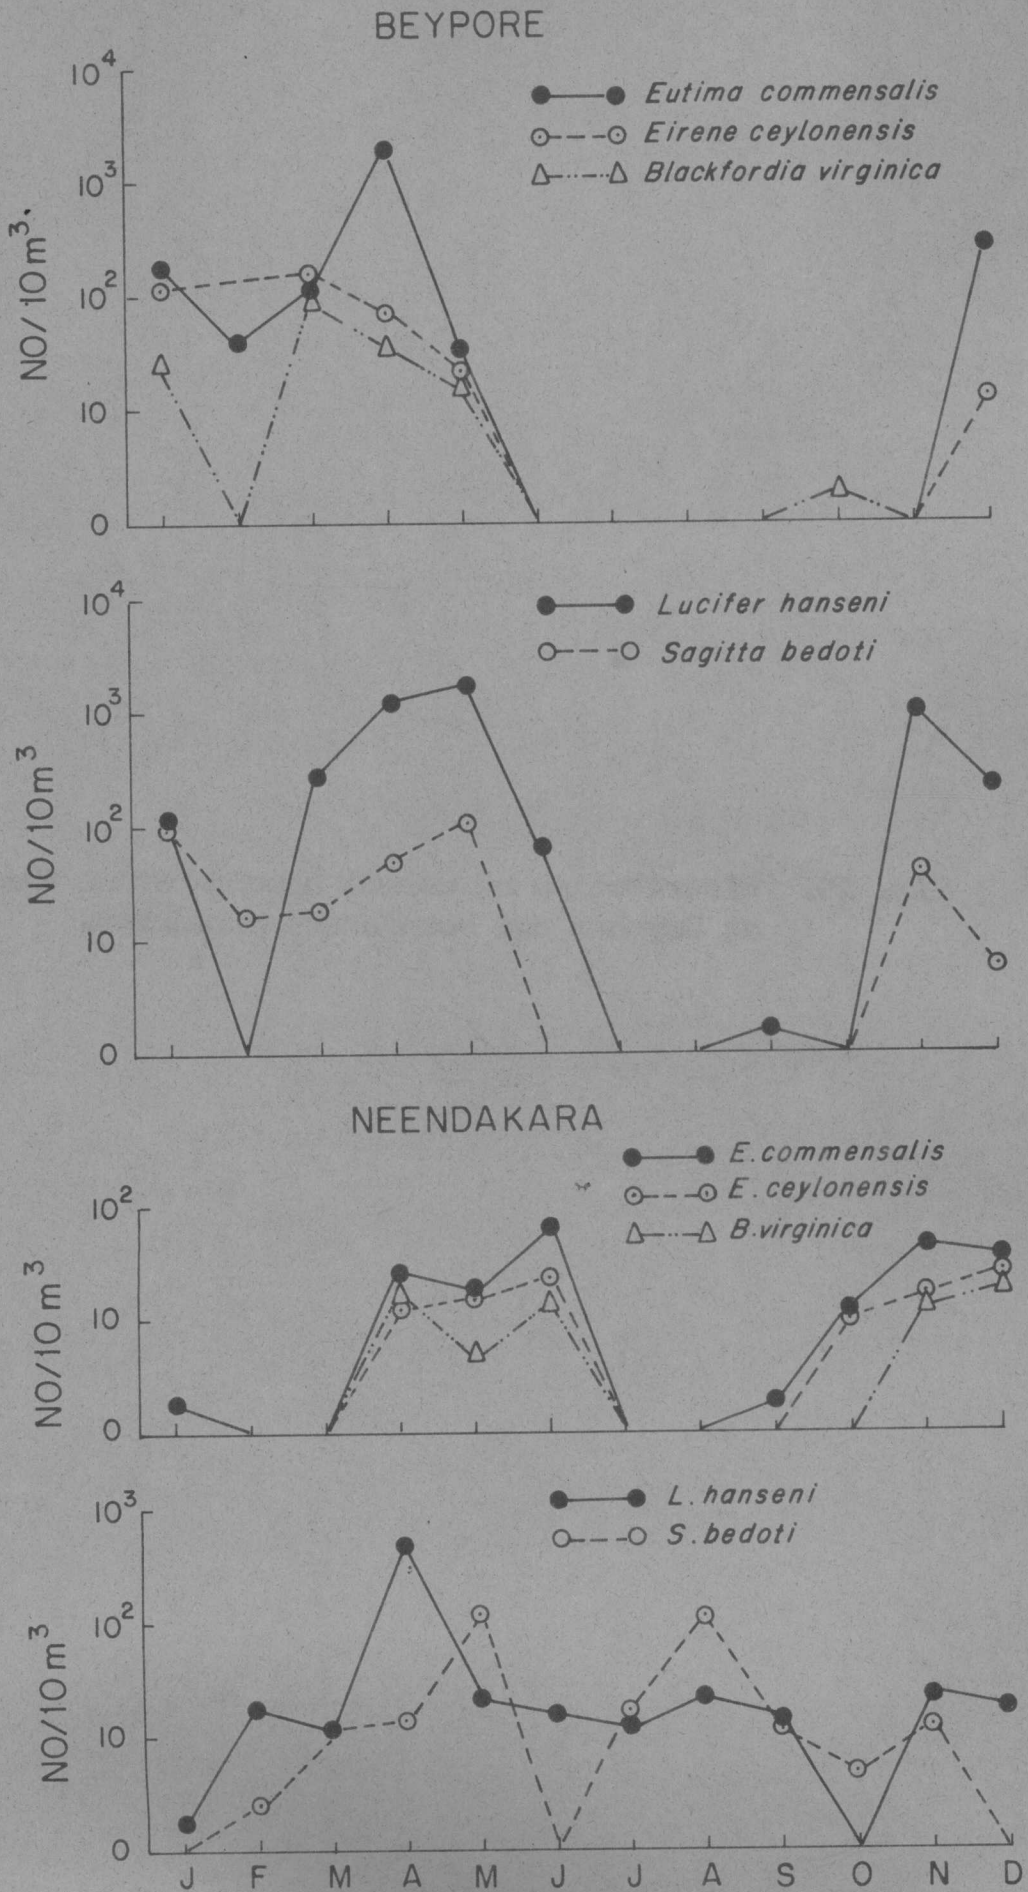 BEYPORE
10⁴
10³
10²
10
0
NO/10m³.
Eutima commensalis
Eirene ceylonensis
Blackfordia virginica
10⁴
10³
10²
10
0
NO/10m³
Lucifer hanseni
Sagitta bedoti
NEENDAKARA
10²
10
0
NO/10m³
E. commensalis
E. ceylonensis
B. virginica
10³
10²
10
0
NO/10m³
L. hanseni
S. bedoti
J F M A M J J A S O N D